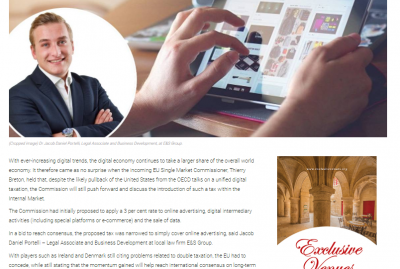 (Cropped image) Dr. Jacob Daniel Portelli, Legal Associate and Business Development, at E&S Group
With ever-increasing digital trends, the digital economy continues to take a larger share of the overall world
economy. It therefore came as no surprise when the incoming EU Single Market Commissioner, Thierry
Breton, held that, despite the likely pullback of the United States from the OECD talks on a unified digital
taxation, the Commission will still push forward and discuss the introduction of such a tax within the
Internal Market.
The Commission had initially proposed to apply a 3 per cent rate to online advertising, digital intermediary
activities (including special platforms or e-commerce) and the sale of data.
In a bid to reach consensus, the proposed tax was narrowed to simply cover online advertising, said Jacob
Daniel Portelli – Legal Associate and Business Development at local law firm E&S Group.
With players such as Ireland and Denmark still citing problems related to double taxation, the EU had to
concede, while still stating that the momentum gained will help reach international consensus on long-term
Exclusive
Venues